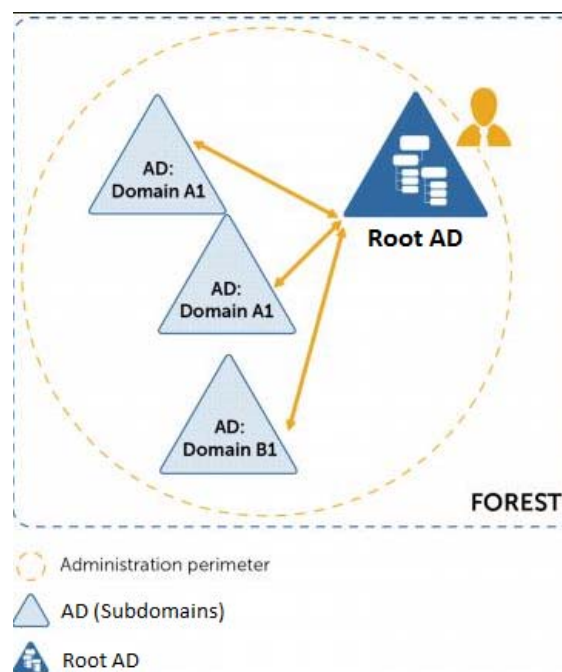 AD:
Domain A1
Root AD
AD:
Domain A1
AD:
Domain B1
FOREST
Administration perimeter
AD (Subdomains)
Root AD